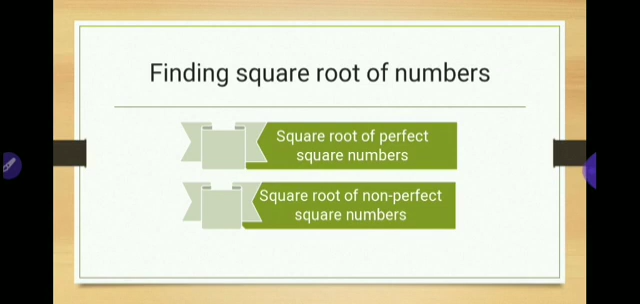 Finding square root of numbers
Square root of perfect
square numbers
Square root of non-perfect
square numbers